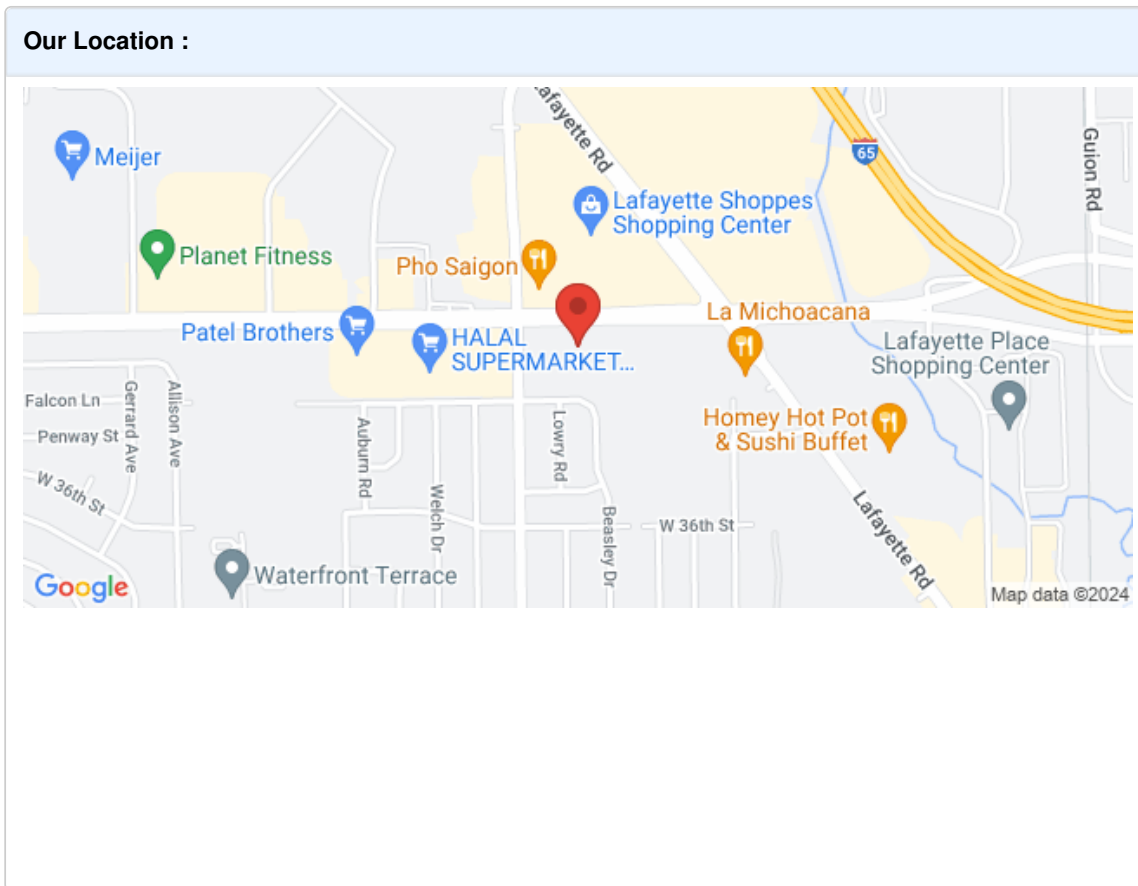 Our Location :
Lafayette Rd
65
Guion Rd
Meijer
Lafayette Shoppes
Shopping Center
Planet Fitness
Pho Saigon
La Michoacana
Patel Brothers
HALAL
SUPERMARKET...
Lafayette Place
Shopping Center
Falcon Ln
Gerrard Ave
Allison Ave
Penway St
Auburn Rd
Lowry Rd
Homey Hot Pot
& Sushi Buffet
W 36th St
Welch Dr
Beasley Dr
W 36th St
Lafayette Rd
Waterfront Terrace
Google
Map data ©2024